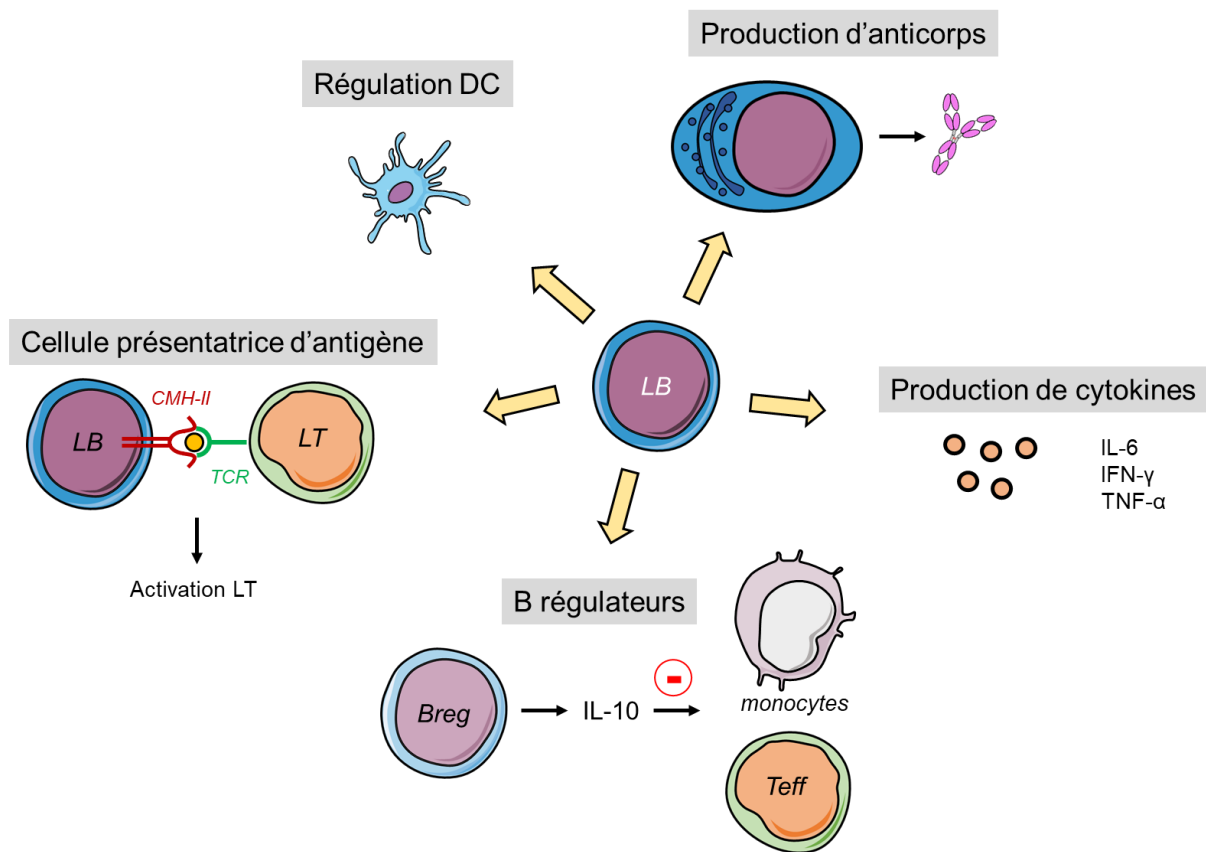 Production d'anticorps
Régulation DC
Cellule présentatrice d'antigène
CMH-II
LB
LT
TCR
Activation LT
LB
Production de cytokines
IL-6
IFN-γ
TNF-α
B régulateurs
Breg
IL-10
-
monocytes
Teff